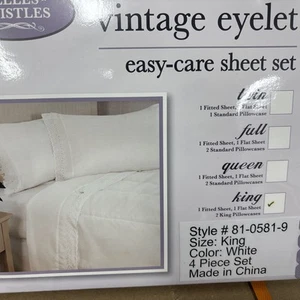 ELLES
HISTLES
vintage eyelet
easy-care sheet set
twin
1 Fitted Sheet, 1 Flat Sheet
1 Standard Pillowcase
full
1 Fitted Sheet, 1 Flat Sheet
2 Standard Pillowcases
queen
1 Fitted Sheet, 1 Flat Sheet
2 Standard Pillowcases
king
1 Fitted Sheet, 1 Flat Sheet
2 King Pillowcases
Style # 81-0581-9
Size: King
Color: White
4 Piece Set
Made in China